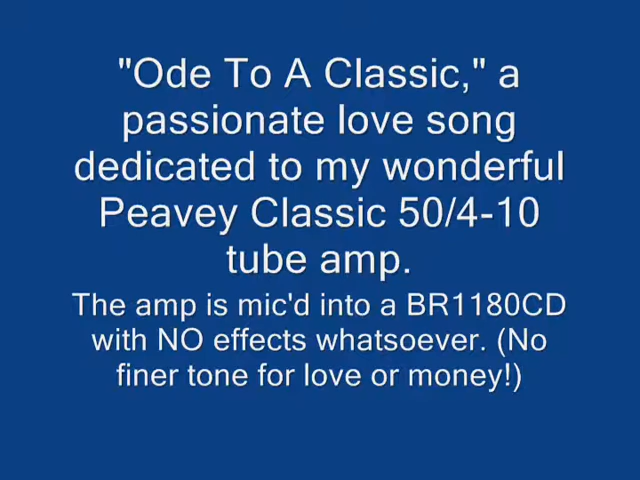 "Ode To A Classic," a
passionate love song
dedicated to my wonderful
Peavey Classic 50/4-10
tube amp.
The amp is mic'd into a BR1180CD
with NO effects whatsoever. (No
finer tone for love or money!)